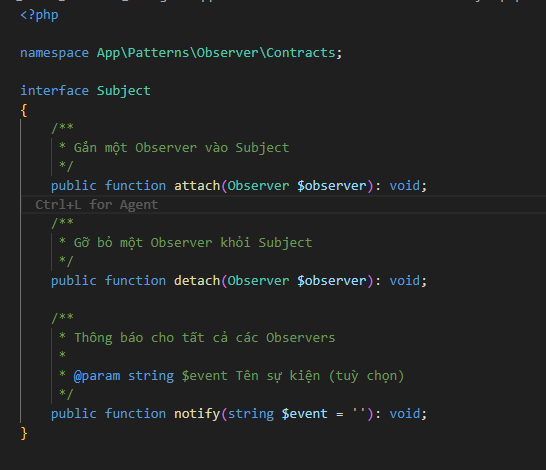 <?php
namespace App\Patterns\Observer\Contracts;
interface Subject
{
/**
* Gắn một Observer vào Subject
*/
public function attach(Observer $observer): void;
Ctrl+L for Agent
/**
* Gỡ bỏ một Observer khỏi Subject
*/
public function detach(Observer $observer): void;
/**
* Thông báo cho tất cả các Observers
*
* @param string $event Tên sự kiện (tuỳ chọn)
*/
public function notify(string $event = ''): void;
}